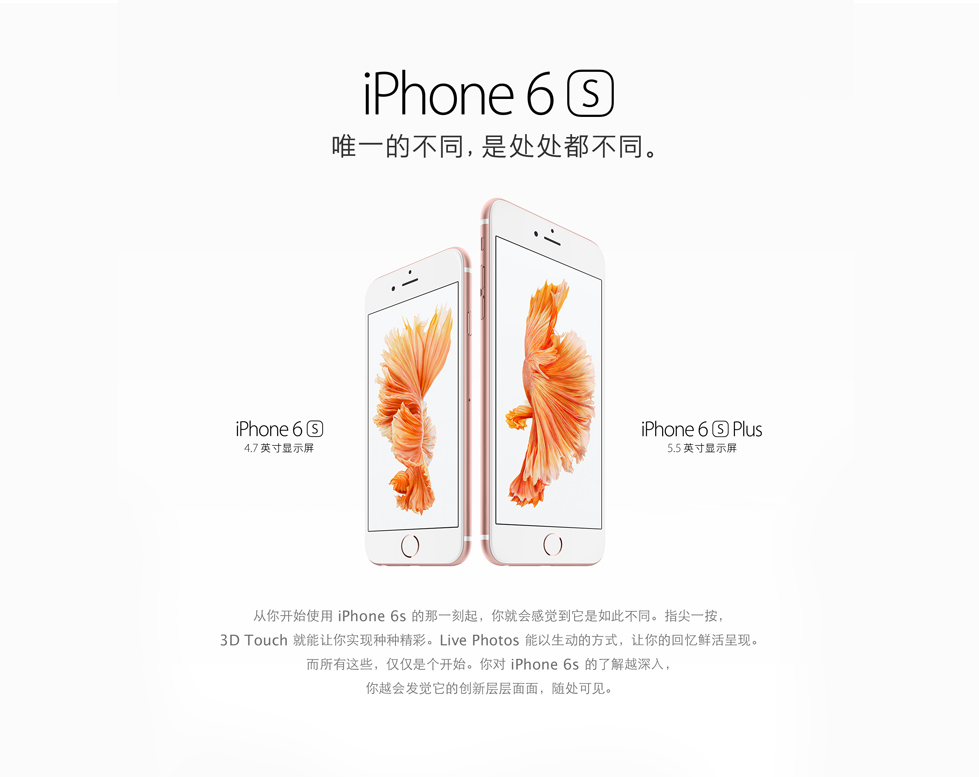 iPhone 6 S
唯一的不同，是处处都不同。
iPhone 6 S
4.7 英寸显示屏
iPhone 6 S Plus
5.5 英寸显示屏
从你开始使用 iPhone 6s 的那一刻起，你就会感觉到它是如此不同。指尖一按，
3D Touch 就能让你实现种种精彩。Live Photos 能以生动的方式，让你的回忆鲜活呈现。
而所有这些，仅仅是个开始。你对 iPhone 6s 的了解越深入，
你越会发觉它的创新层层面面，随处可见。